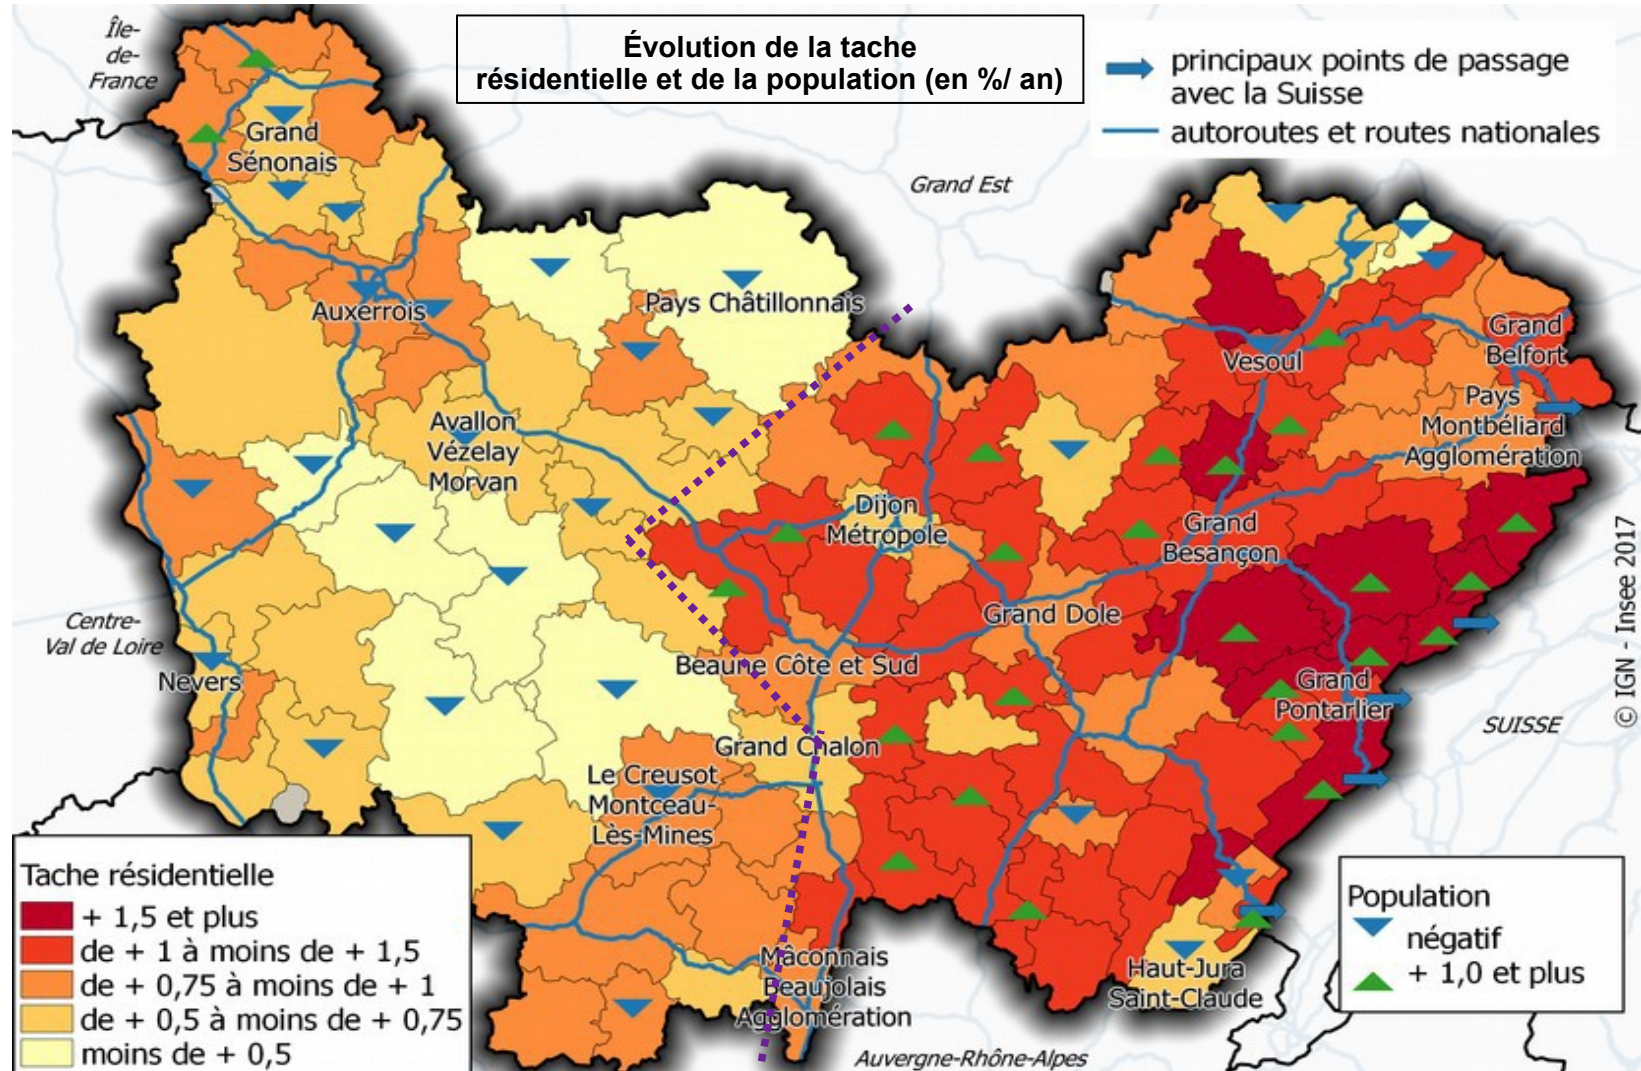 Évolution de la tache
résidentielle et de la population (en %/ an)
principaux points de passage
avec la Suisse
autoroutes et routes nationales
Île-
de-
France
Grand
Sénonais
Grand Est
Auxerrois
Pays Châtillonnais
Vesoul
Grand
Belfort
Pays
Montbéliard
Agglomération
Avallon
Vézelay
Morvan
Dijon
Métropole
Grand
Besançon
Centre-
Val de Loire
Nevers
Grand Dole
Beaune Côte et Sud
Grand
Pontarlier
SUISSE
© IGN - Insee 2017
Grand Chalon
Le Creusot
Montceau-
Lès-Mines
Mâconnais
Beaujolais
Agglomération
Haut-Jura
Saint-Claude
Auvergne-Rhône-Alpes
Tache résidentielle
+ 1,5 et plus
de + 1 à moins de + 1,5
de + 0,75 à moins de + 1
de + 0,5 à moins de + 0,75
moins de + 0,5
Population
négatif
+ 1,0 et plus